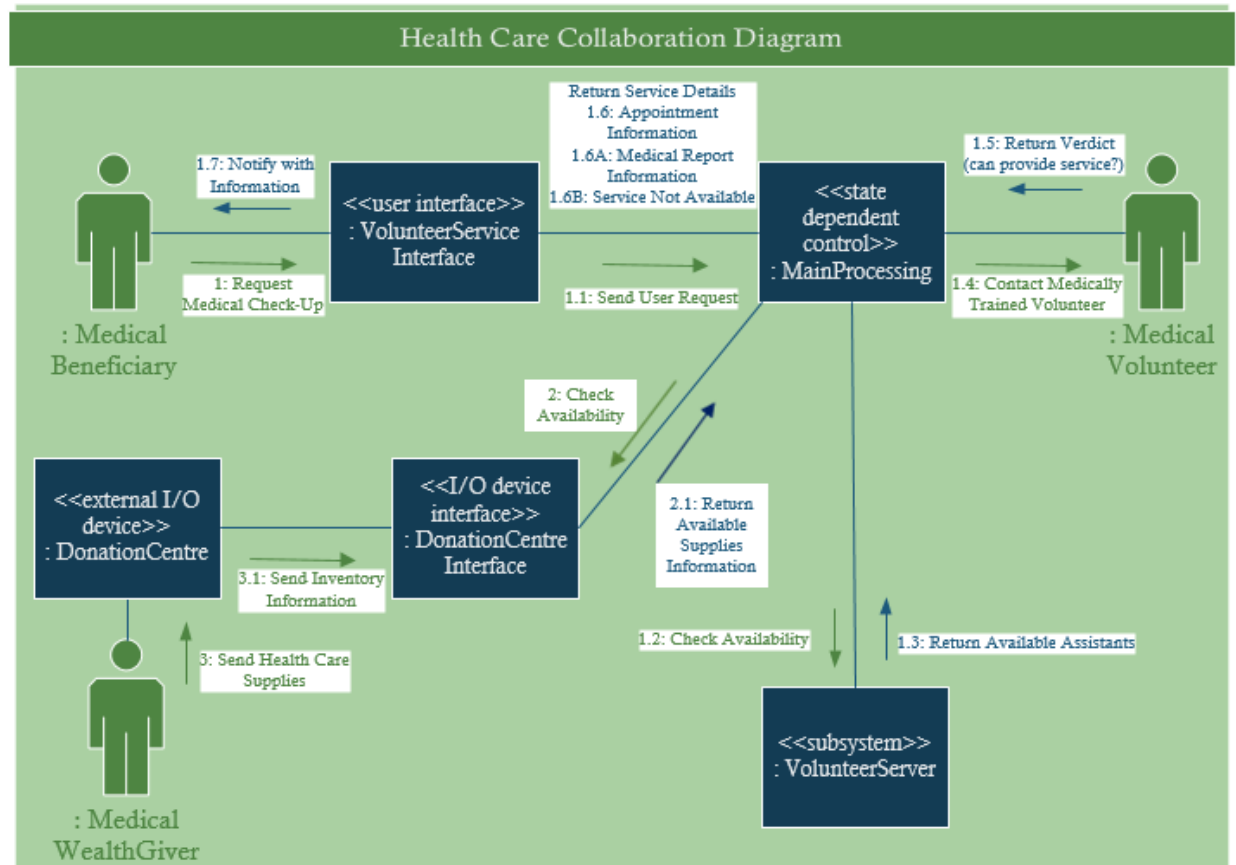 Health Care Collaboration Diagram
Return Service Details
1.6: Appointment
Information
1.6A: Medical Report
Information
1.6B: Service Not Available
1.7: Notify with
Information
1.5: Return Verdict
(can provide service?)
<<user interface>>
: VolunteerService
Interface
<<state
dependent
control>>
: MainProcessing
1: Request
Medical Check-Up
1.1: Send User Request
1.4: Contact Medically
Trained Volunteer
: Medical
Beneficiary
: Medical
Volunteer
2: Check
Availability
<<external I/O
device>>
: DonationCentre
<<I/O device
interface>>
: DonationCentre
Interface
2.1: Return
Available
Supplies
Information
3.1: Send Inventory
Information
1.2: Check Availability
1.3: Return Available Assistants
3: Send Health Care
Supplies
<<subsystem>>
: VolunteerServer
: Medical
WealthGiver